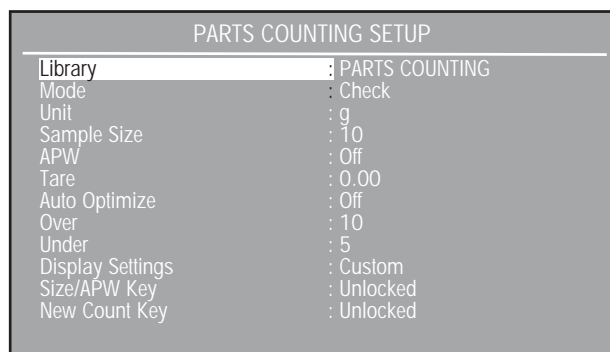 PARTS COUNTING SETUP
Library : PARTS COUNTING
Mode : Check
Unit : g
Sample Size : 10
APW : Off
Tare : 0.00
Auto Optimize : Off
Over : 10
Under : 5
Display Settings : Custom
Size/APW Key : Unlocked
New Count Key : Unlocked